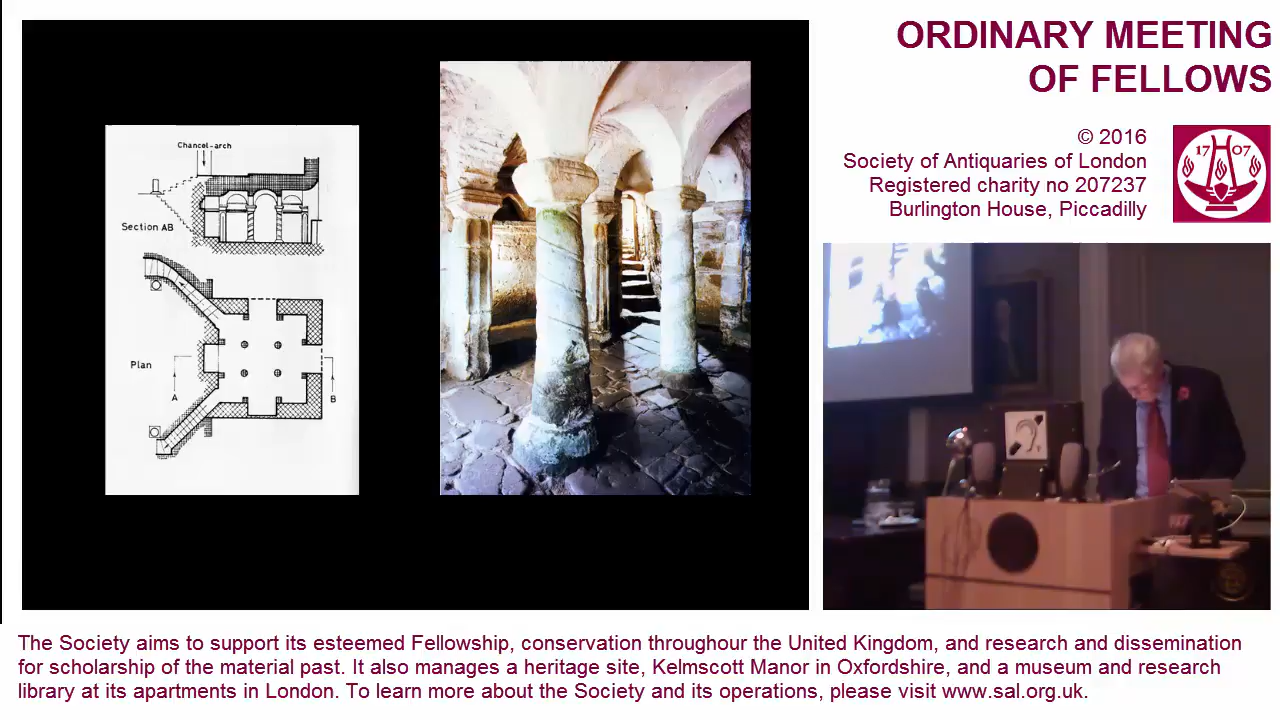 ORDINARY MEETING
OF FELLOWS
© 2016
Society of Antiquaries of London
Registered charity no 207237
Burlington House, Piccadilly
17 07
Chancel-arch
Section AB
Plan
A
B
The Society aims to support its esteemed Fellowship, conservation throughour the United Kingdom, and research and dissemination
for scholarship of the material past. It also manages a heritage site, Kelmscott Manor in Oxfordshire, and a museum and research
library at its apartments in London. To learn more about the Society and its operations, please visit www.sal.org.uk.